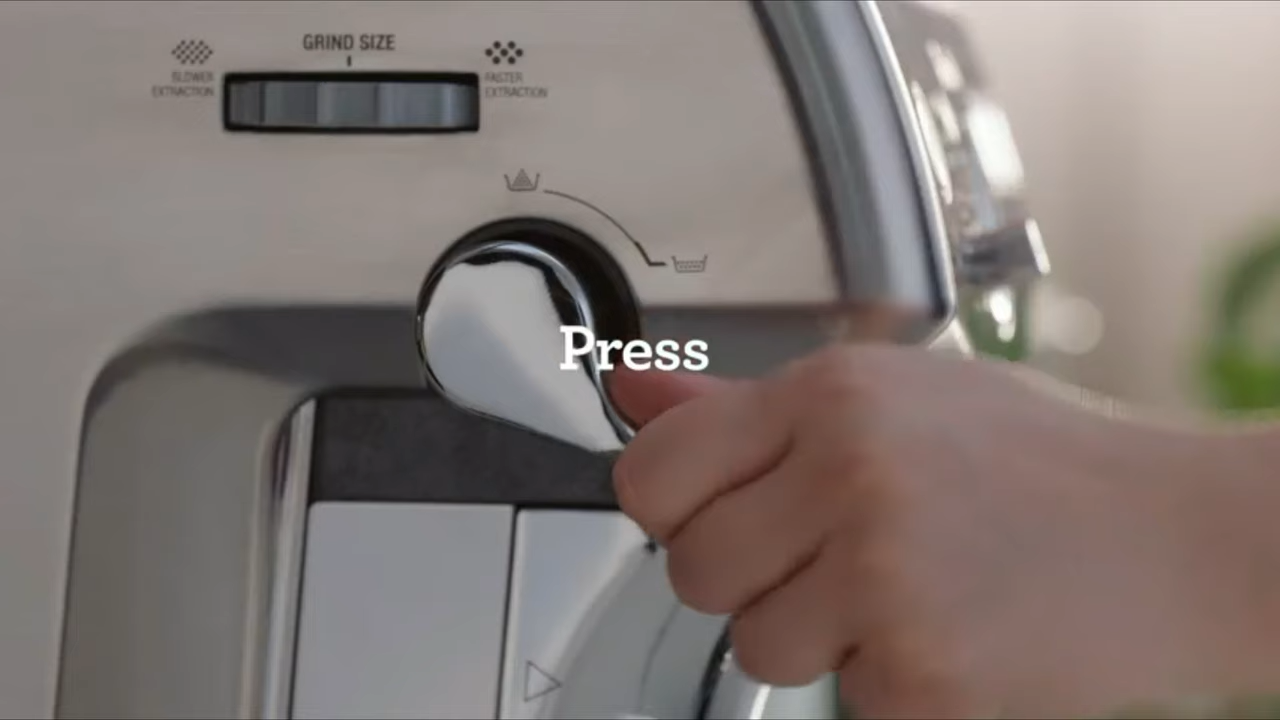 GRIND SIZE
SLOWER
EXTRACTION
FASTER
EXTRACTION
Press